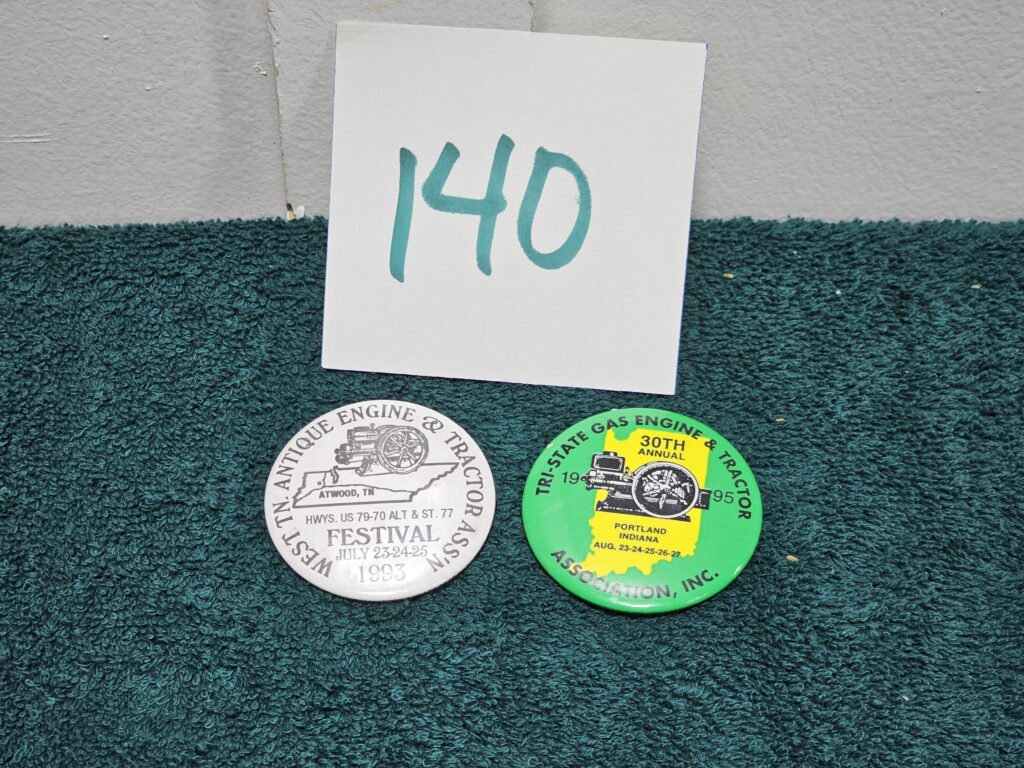 140
WEST TN. ANTIQUE ENGINE & TRACTOR ASS'N
ATWOOD, TN
HWYS. US 79-70 ALT & ST. 77
FESTIVAL
JULY 23-24-25
1993
TRI-STATE GAS ENGINE & TRACTOR
30TH
ANNUAL
19 95
PORTLAND
INDIANA
AUG. 23-24-25-26-27
ASSOCIATION, INC.